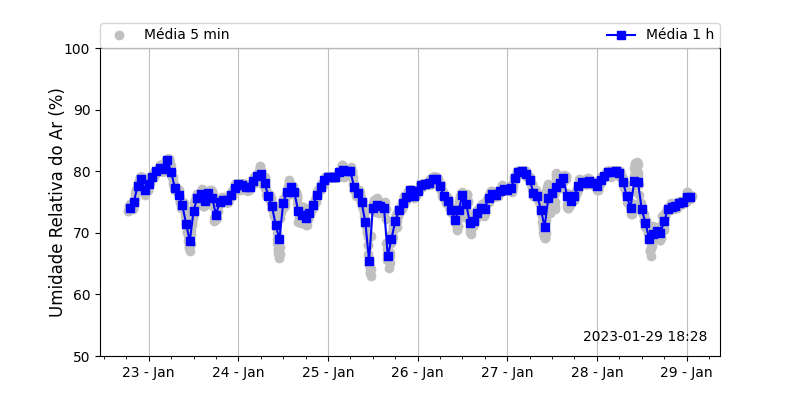 Média 5 min Média 1 h
100
90
80
70
60
50
Umidade Relativa do Ar (%)
2023-01-29 18:28
23 - Jan 24 - Jan 25 - Jan 26 - Jan 27 - Jan 28 - Jan 29 - Jan